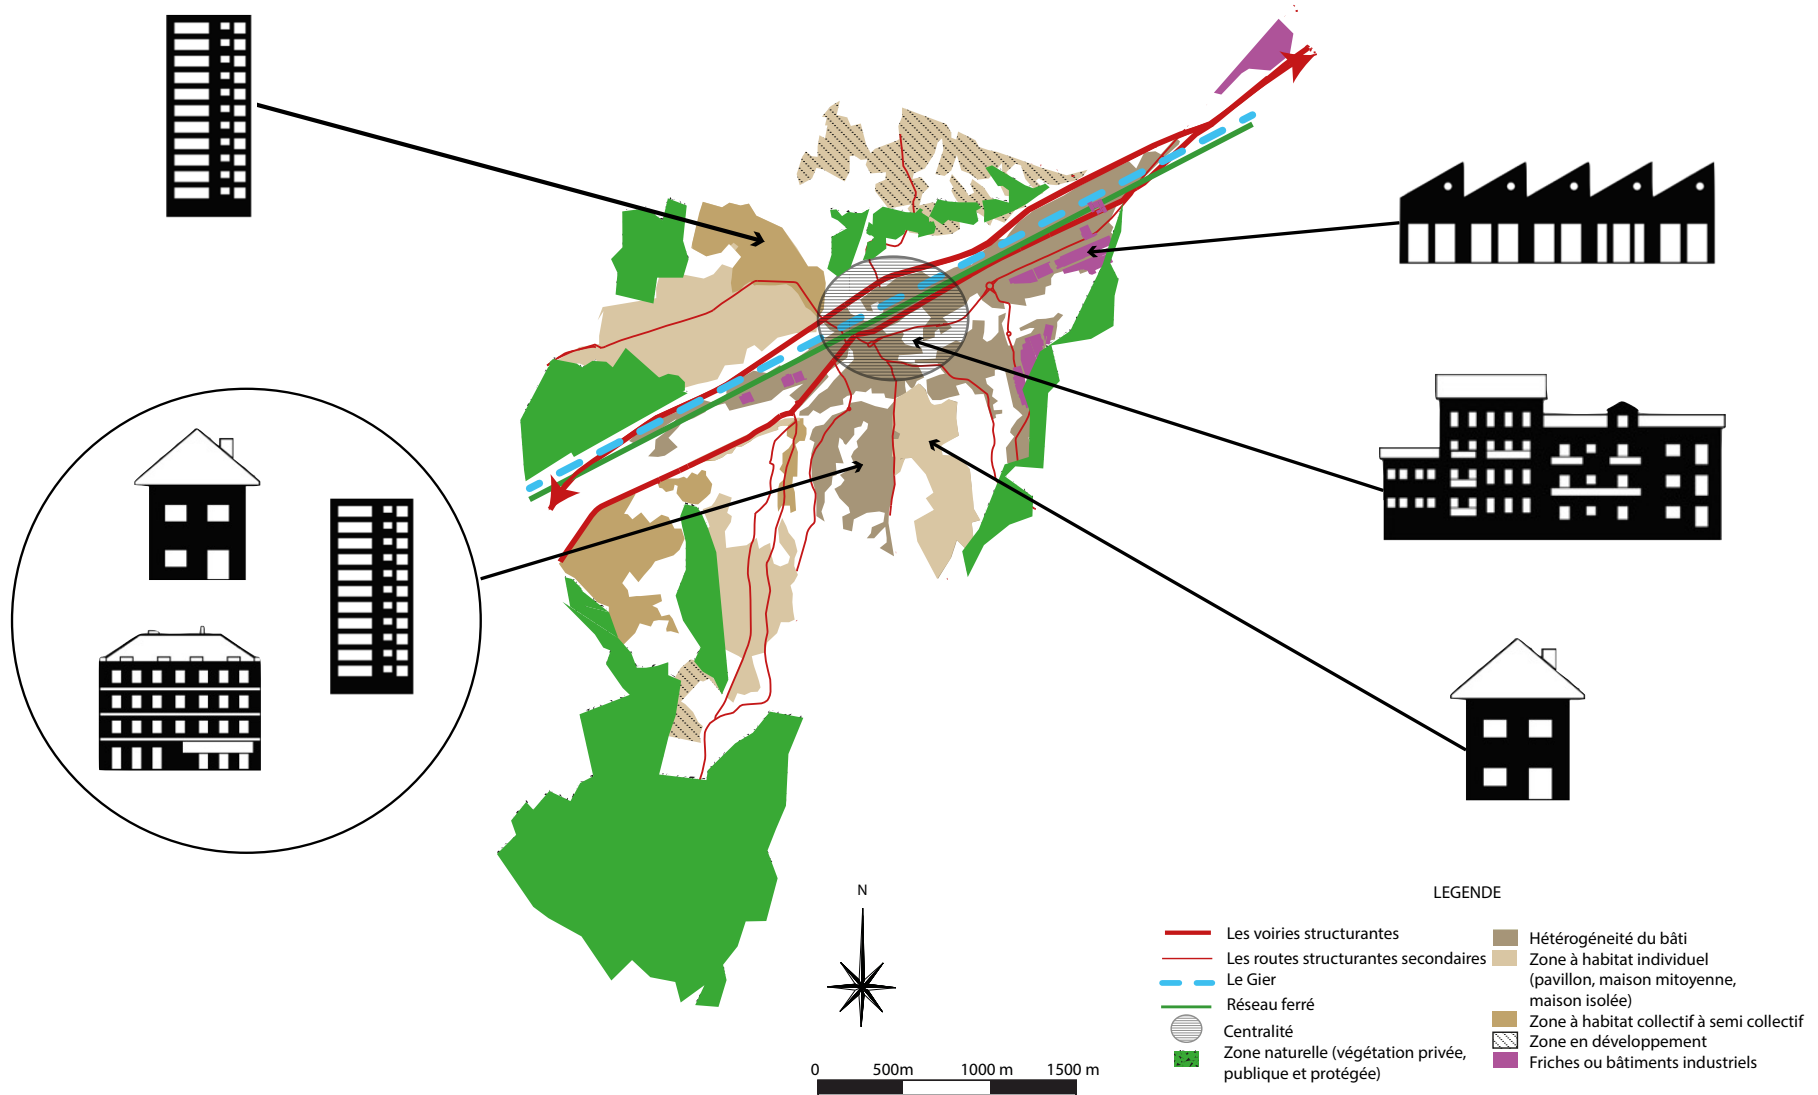 N
0 500m 1000 m 1500 m
LEGENDE
Les voiries structurantes
Les routes structurantes secondaires
Le Gier
Réseau ferré
Centralité
Zone naturelle (végétation privée,
publique et protégée)
Hétérogéneité du bâti
Zone à habitat individuel
(pavillon, maison mitoyenne,
maison isolée)
Zone à habitat collectif à semi collectif
Zone en développement
Friches ou bâtiments industriels